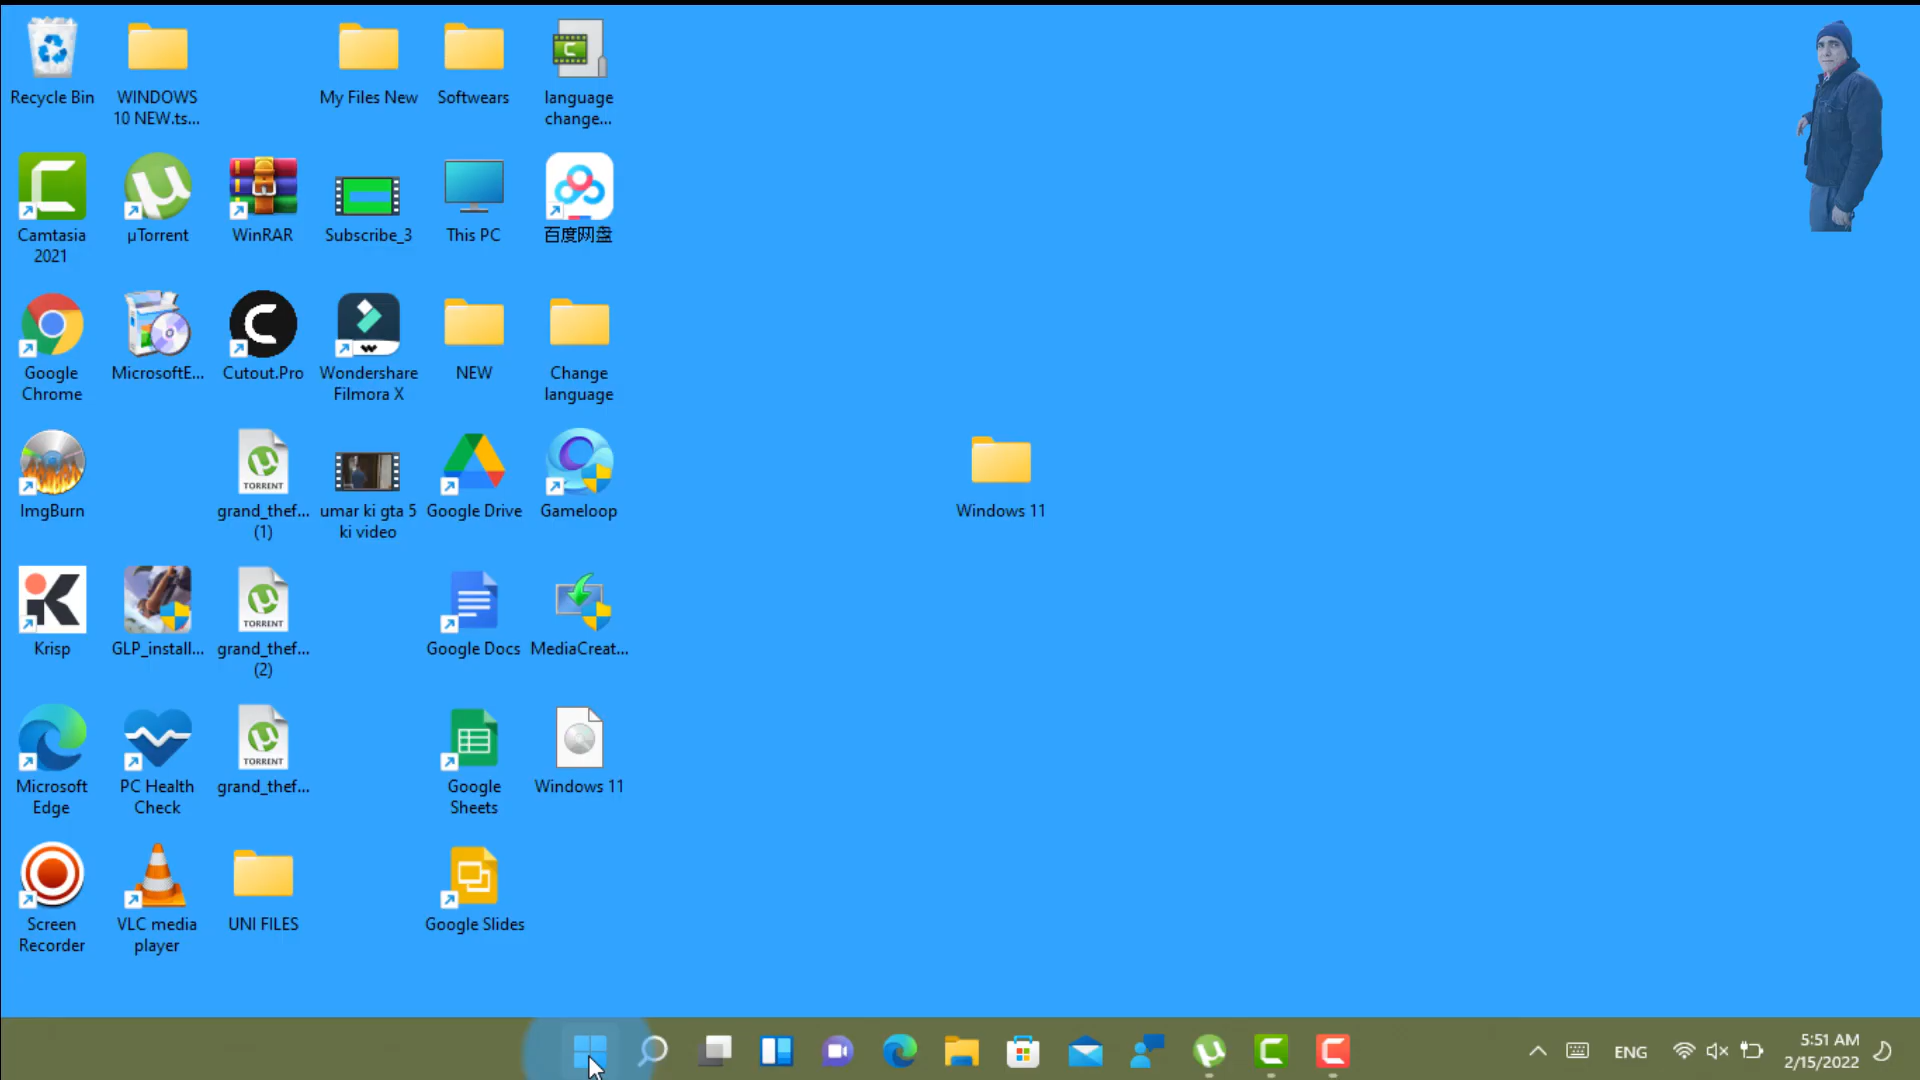 Recycle Bin
WINDOWS
10 NEW.ts...
My Files New
Softwears
language
change...
Camtasia
2021
µTorrent
WinRAR
Subscribe_3
This PC
百度网盘
Google
Chrome
MicrosoftE...
Cutout.Pro
Wondershare
Filmora X
NEW
Change
language
ImgBurn
TORRENT
grand_thef...
(1)
umar ki gta 5
ki video
Google Drive
Gameloop
Windows 11
Krisp
GLP_install...
TORRENT
grand_thef...
(2)
Google Docs
MediaCreat...
Microsoft
Edge
PC Health
Check
TORRENT
grand_thef...
Google
Sheets
Windows 11
Screen
Recorder
VLC media
player
UNI FILES
Google Slides
ENG
5:51 AM
2/15/2022